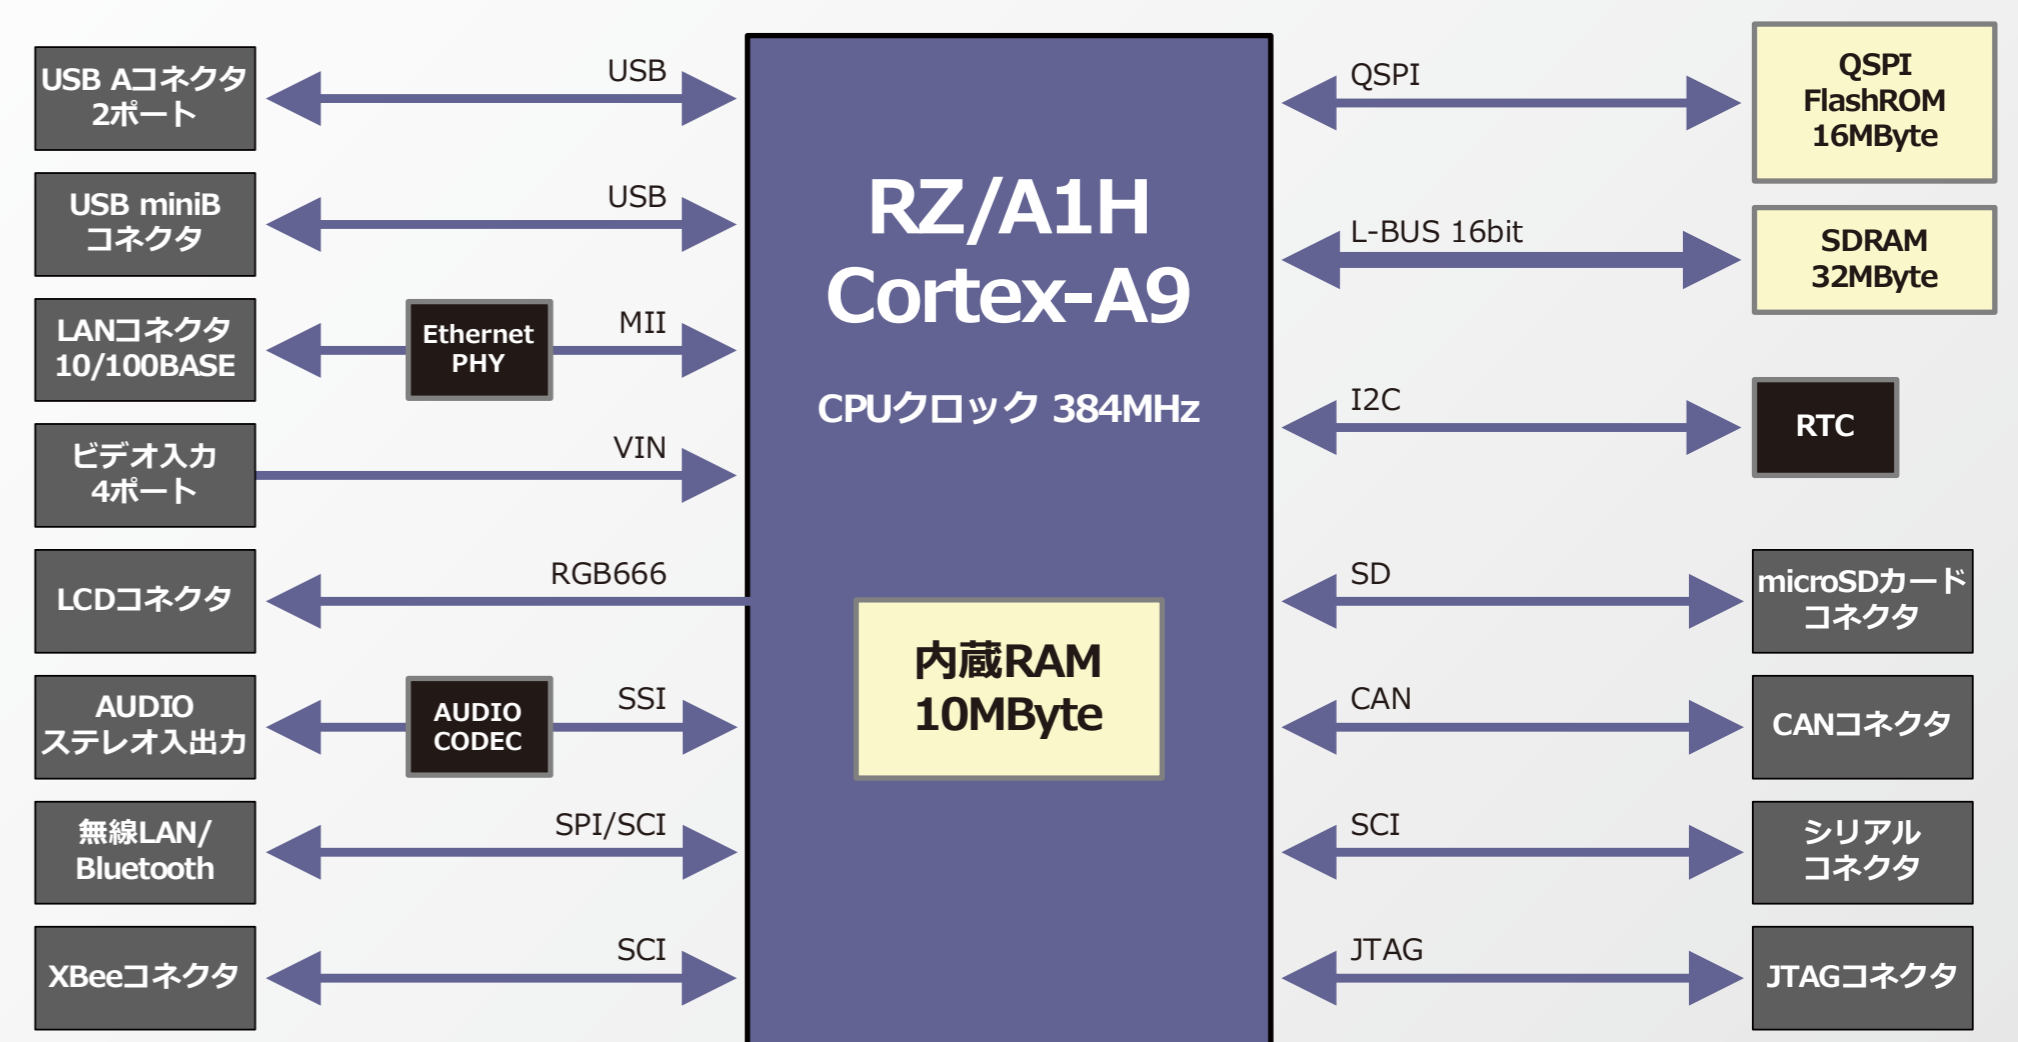 USB Aコネクタ
2ポート
USB
USB miniB
コネクタ
USB
LANコネクタ
10/100BASE
Ethernet
PHY
MII
ビデオ入力
4ポート
VIN
LCDコネクタ
RGB666
AUDIO
ステレオ入出力
AUDIO
CODEC
SSI
無線LAN/
Bluetooth
SPI/SCI
XBeeコネクタ
SCI
RZ/A1H
Cortex-A9
CPUクロック 384MHz
内蔵RAM
10MByte
QSPI
QSPI
FlashROM
16MByte
L-BUS 16bit
SDRAM
32MByte
I2C
RTC
SD
microSDカード
コネクタ
CAN
CANコネクタ
SCI
シリアル
コネクタ
JTAG
JTAGコネクタ